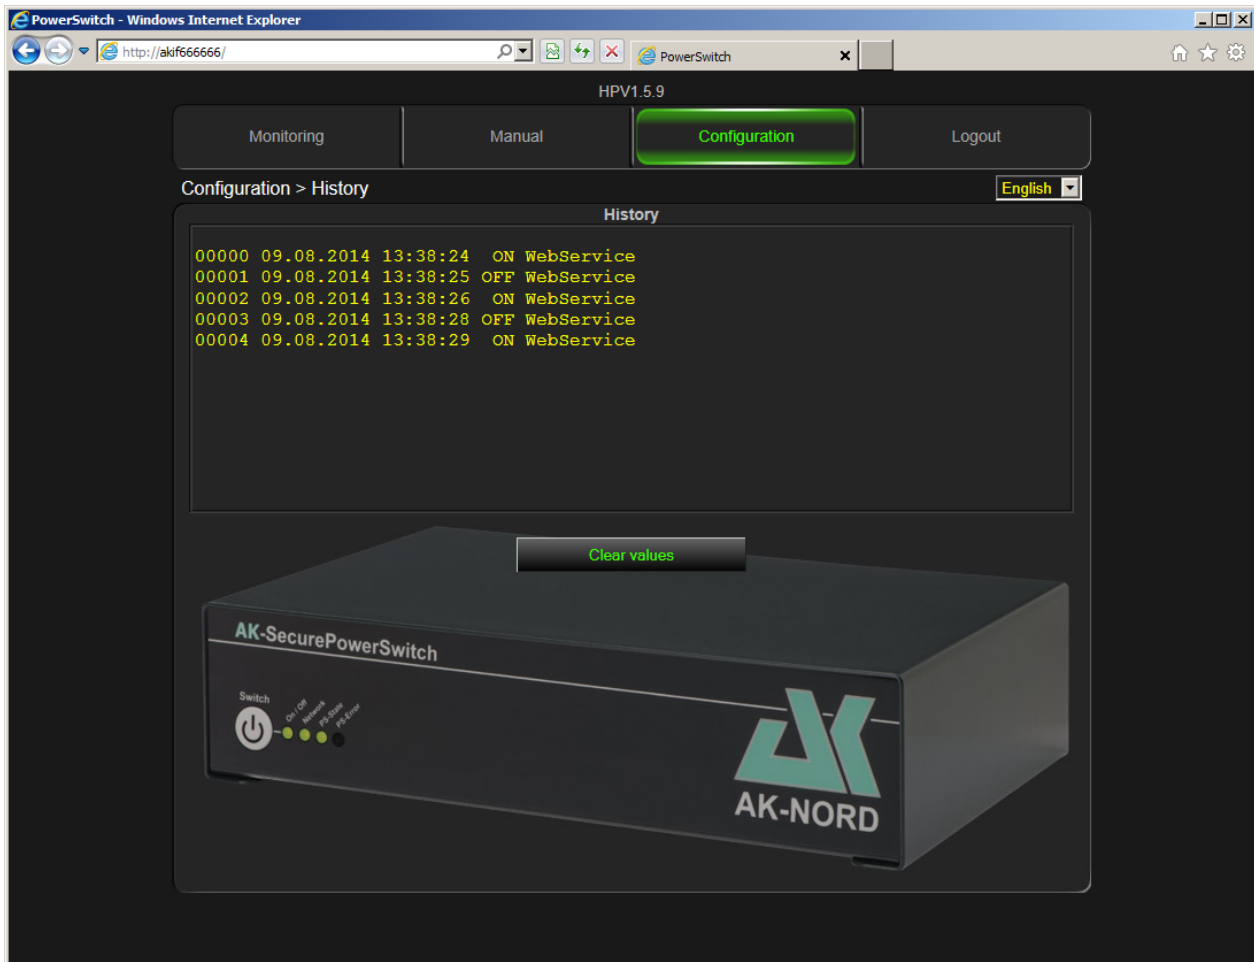 PowerSwitch - Windows Internet Explorer
http://akif666666/
PowerSwitch
HPV1.5.9
Monitoring Manual Configuration Logout
Configuration > History
English
History
00000 09.08.2014 13:38:24  ON WebService
00001 09.08.2014 13:38:25 OFF WebService
00002 09.08.2014 13:38:26  ON WebService
00003 09.08.2014 13:38:28 OFF WebService
00004 09.08.2014 13:38:29  ON WebService
Clear values
AK-SecurePowerSwitch
Switch
On / Off
Network
PS-State
PS-Error
AK-NORD